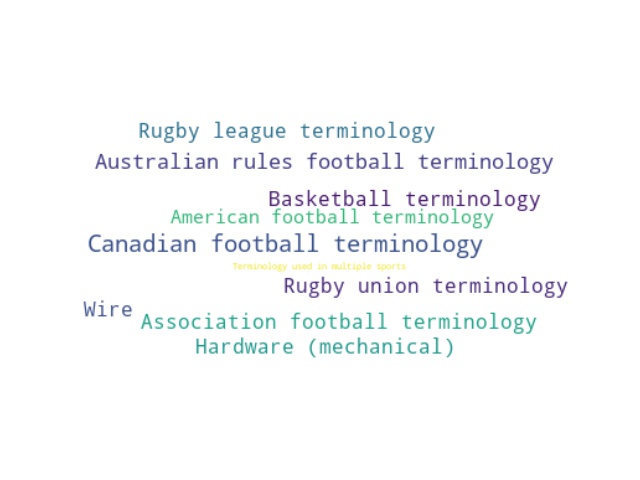 Rugby league terminology
Australian rules football terminology
Basketball terminology
American football terminology
Canadian football terminology
Terminology used in multiple sports
Rugby union terminology
Wire
Association football terminology
Hardware (mechanical)